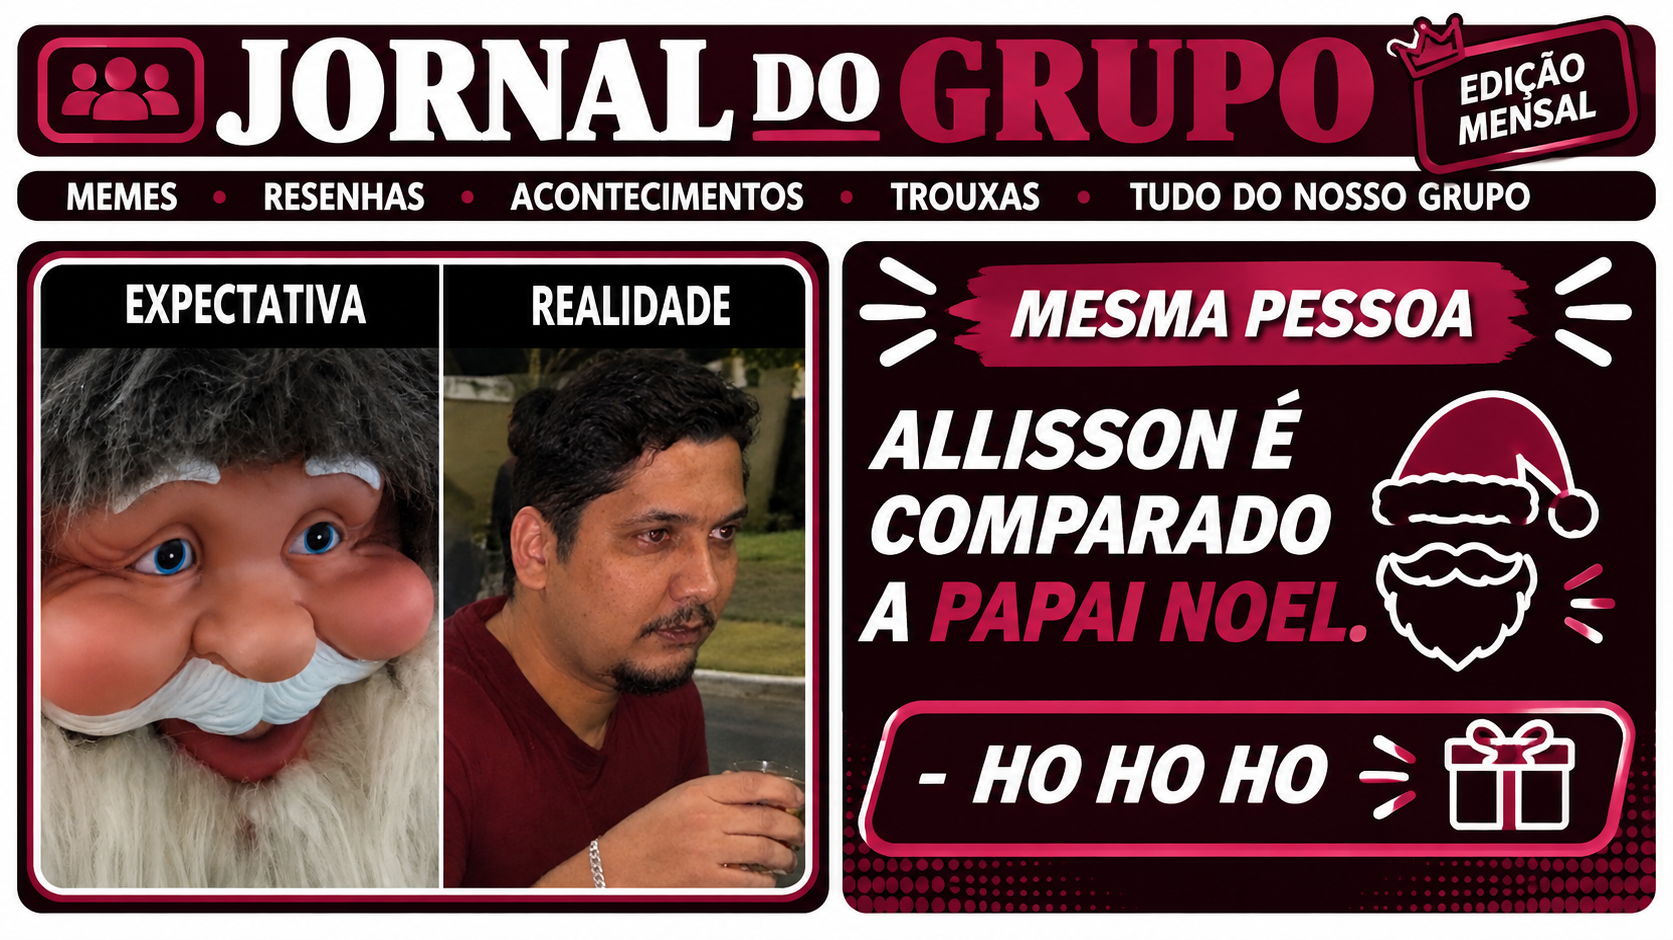 JORNAL DO GRUPO
EDIÇÃO
MENSAL
MEMES • RESENHAS • ACONTECIMENTOS • TROUXAS • TUDO DO NOSSO GRUPO
EXPECTATIVA
REALIDADE
MESMA PESSOA
ALLISSON É
COMPARADO
A PAPAI NOEL.
- HO HO HO